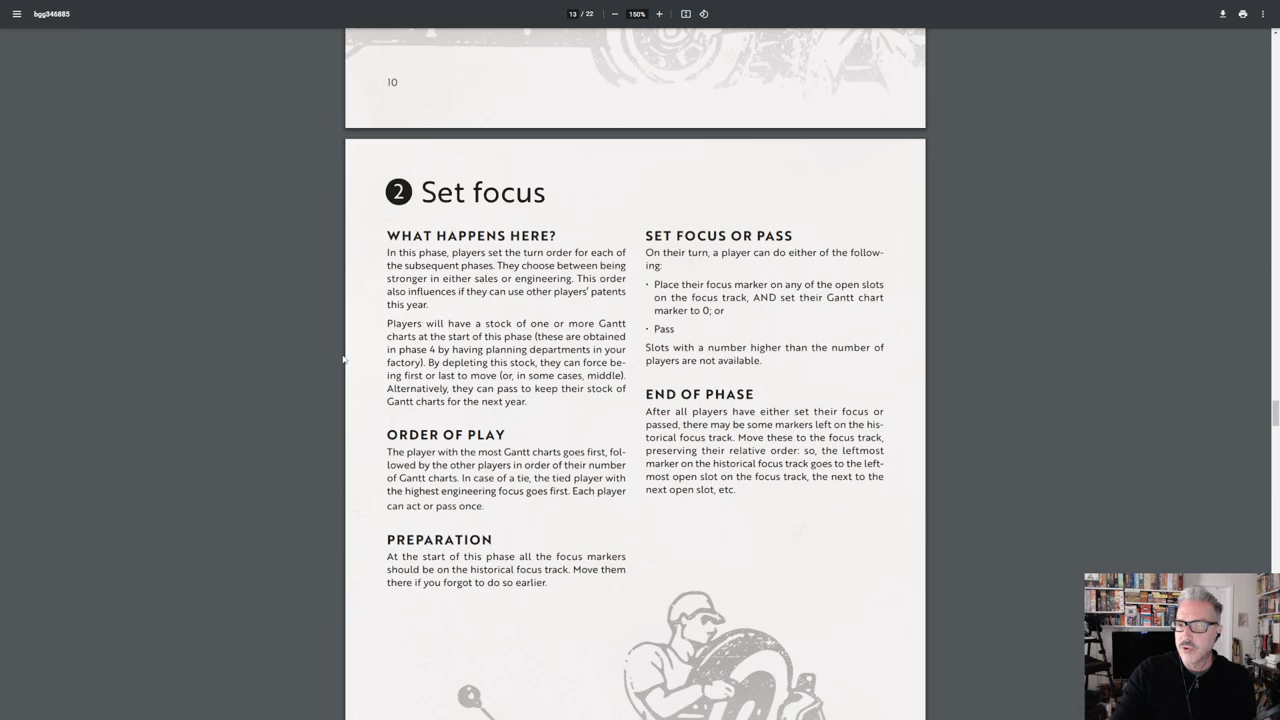 bgg346885
13 / 22
150%
10
2 Set focus
WHAT HAPPENS HERE?
In this phase, players set the turn order for each of
the subsequent phases. They choose between being
stronger in either sales or engineering. This order
also influences if they can use other players' patents
this year.
Players will have a stock of one or more Gantt
charts at the start of this phase (these are obtained
in phase 4 by having planning departments in your
factory). By depleting this stock, they can force be-
ing first or last to move (or, in some cases, middle).
Alternatively, they can pass to keep their stock of
Gantt charts for the next year.
ORDER OF PLAY
The player with the most Gantt charts goes first, fol-
lowed by the other players in order of their number
of Gantt charts. In case of a tie, the tied player with
the highest engineering focus goes first. Each player
can act or pass once.
PREPARATION
At the start of this phase all the focus markers
should be on the historical focus track. Move them
there if you forgot to do so earlier.
SET FOCUS OR PASS
On their turn, a player can do either of the follow-
ing:
· Place their focus marker on any of the open slots
on the focus track, AND set their Gantt chart
marker to 0; or
· Pass
Slots with a number higher than the number of
players are not available.
END OF PHASE
After all players have either set their focus or
passed, there may be some markers left on the his-
torical focus track. Move these to the focus track,
preserving their relative order: so, the leftmost
marker on the historical focus track goes to the left-
most open slot on the focus track, the next to the
next open slot, etc.